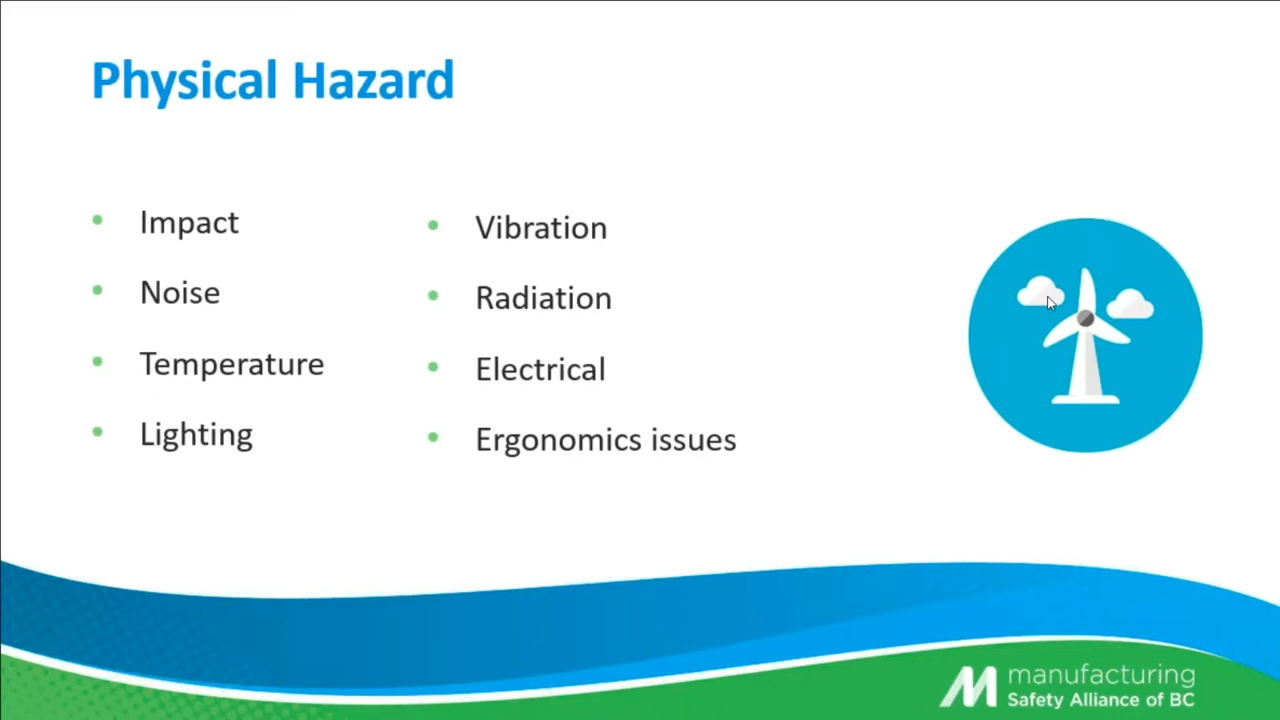 Physical Hazard
Impact
Noise
Temperature
Lighting
Vibration
Radiation
Electrical
Ergonomics issues
manufacturing
Safety Alliance of BC